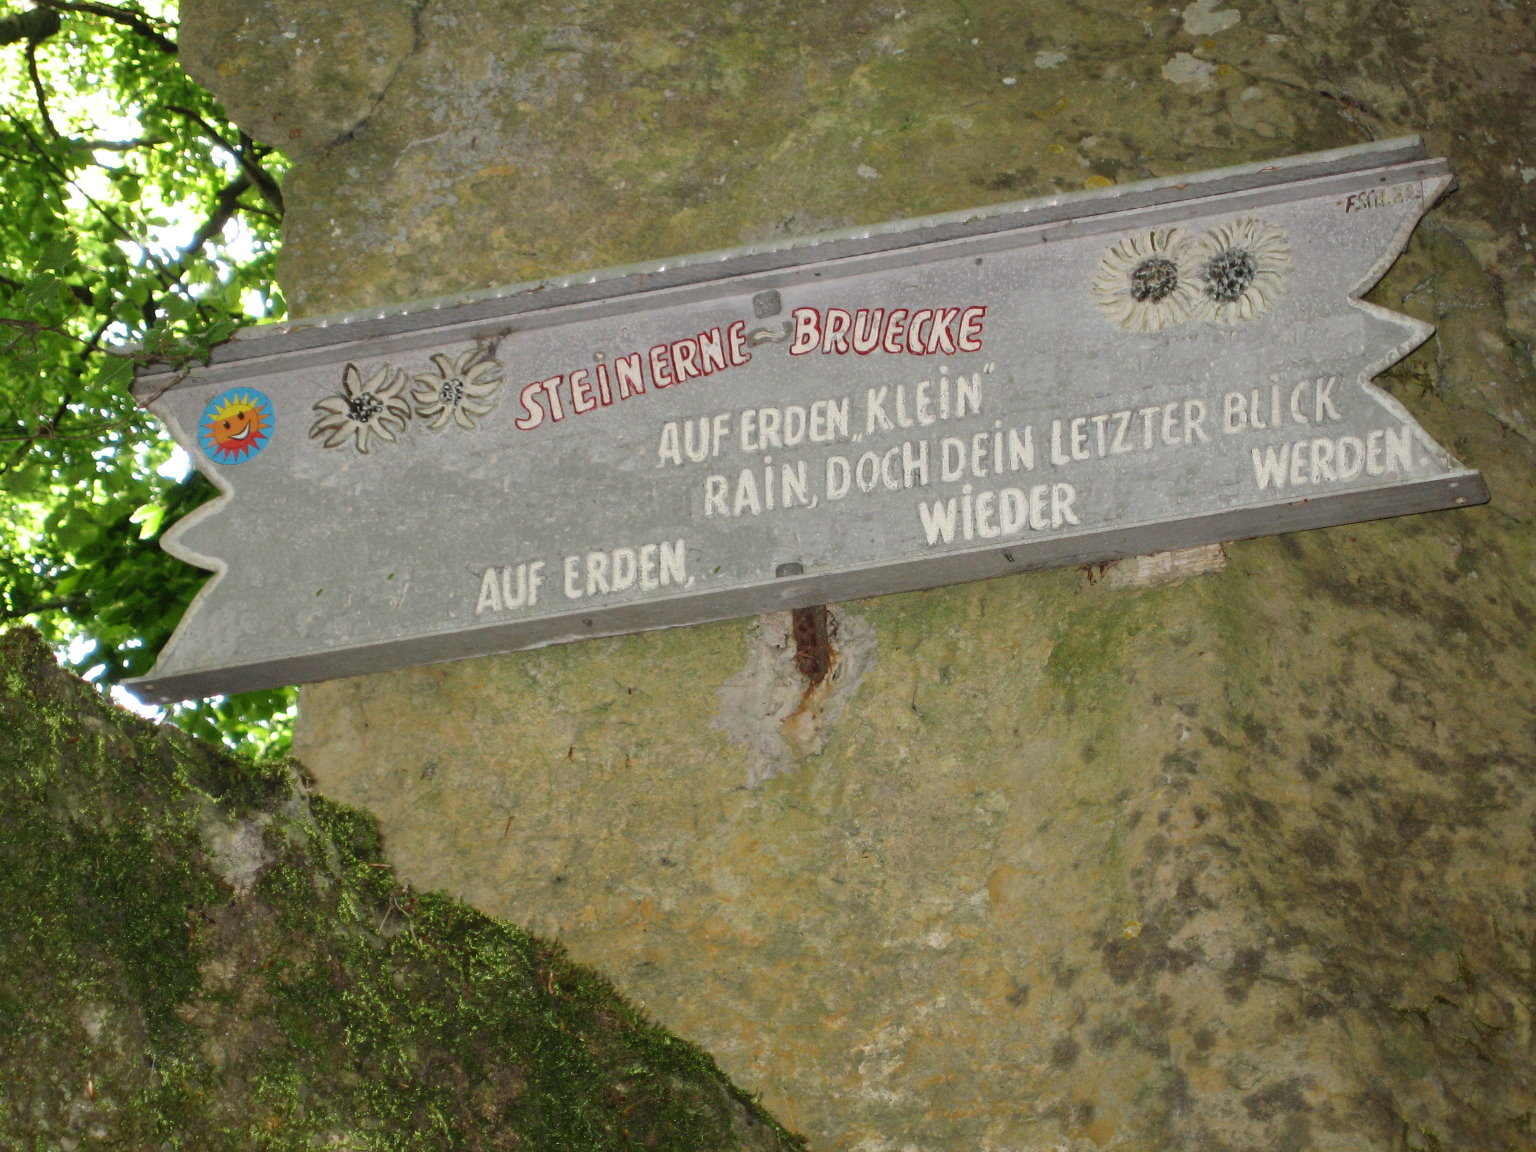 STEINERNE - BRUECKE
AUF ERDEN „KLEIN“
RAIN, DOCH DEIN LETZTER BLICK
AUF ERDEN, WIEDER WERDEN.